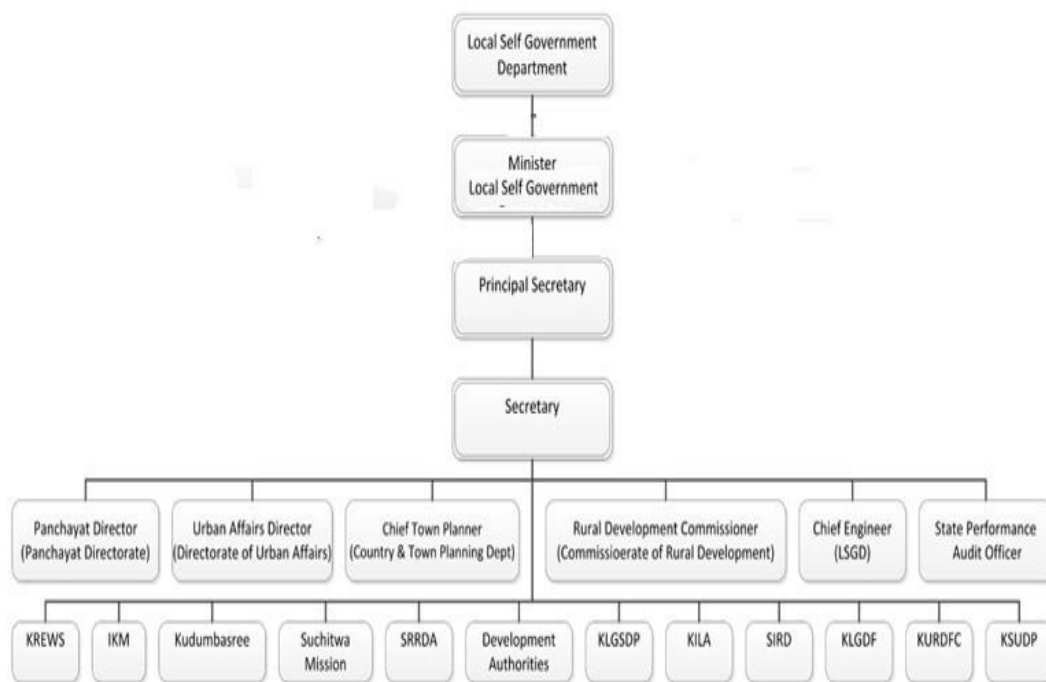 Local Self Government
Department
Minister
Local Self Government
Principal Secretary
Secretary
Panchayat Director
(Panchayat Directorate)
Urban Affairs Director
(Directorate of Urban Affairs)
Chief Town Planner
(Country & Town Planning Dept)
Rural Development Commissioner
(Commissioerate of Rural Development)
Chief Engineer
(LSGD)
State Performance
Audit Officer
KREWS
IKM
Kudumbasree
Suchitwa
Mission
SRRDA
Development
Authorities
KLGSDP
KILA
SIRD
KLGDF
KURDFC
KSUDP